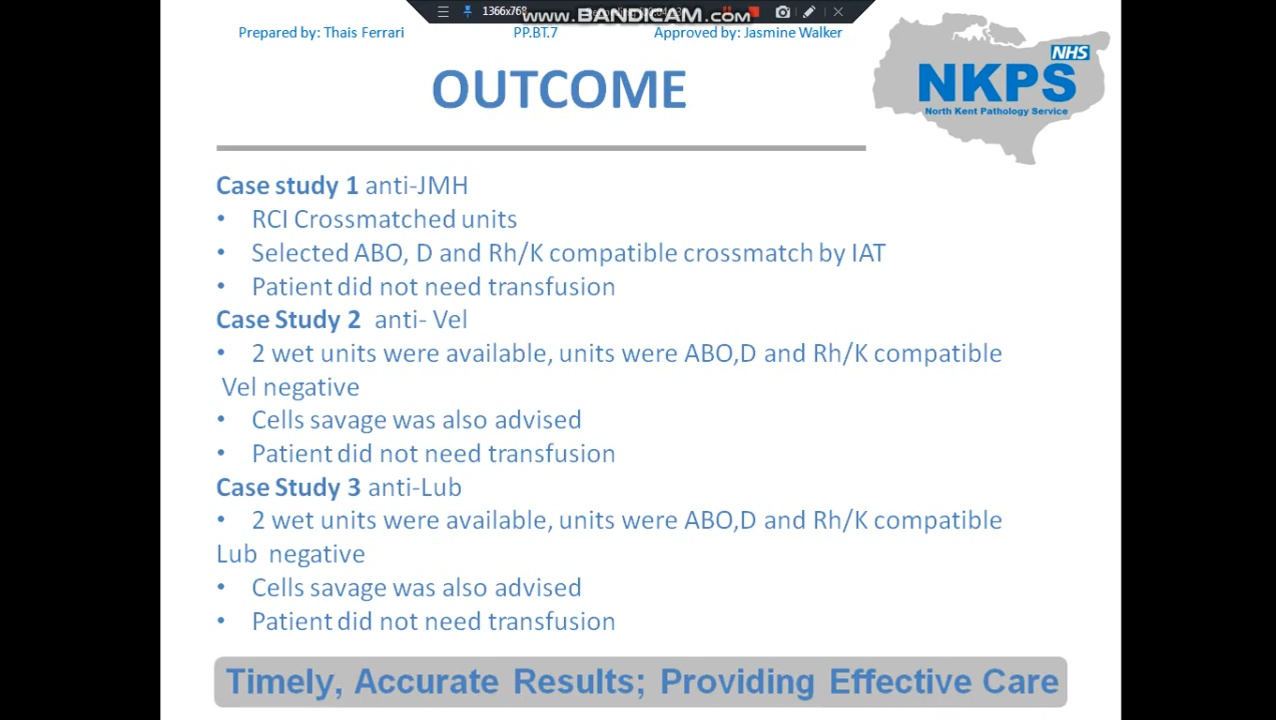 1366x768
www.BANDICAM.com
Prepared by: Thais Ferrari PP.BT.7 Approved by: Jasmine Walker
NHS
OUTCOME
NKPS
North Kent Pathology Service
Case study 1 anti-JMH
• RCI Crossmatched units
• Selected ABO, D and Rh/K compatible crossmatch by IAT
• Patient did not need transfusion
Case Study 2 anti- Vel
• 2 wet units were available, units were ABO,D and Rh/K compatible
Vel negative
• Cells savage was also advised
• Patient did not need transfusion
Case Study 3 anti-Lub
• 2 wet units were available, units were ABO,D and Rh/K compatible
Lub negative
• Cells savage was also advised
• Patient did not need transfusion
Timely, Accurate Results; Providing Effective Care